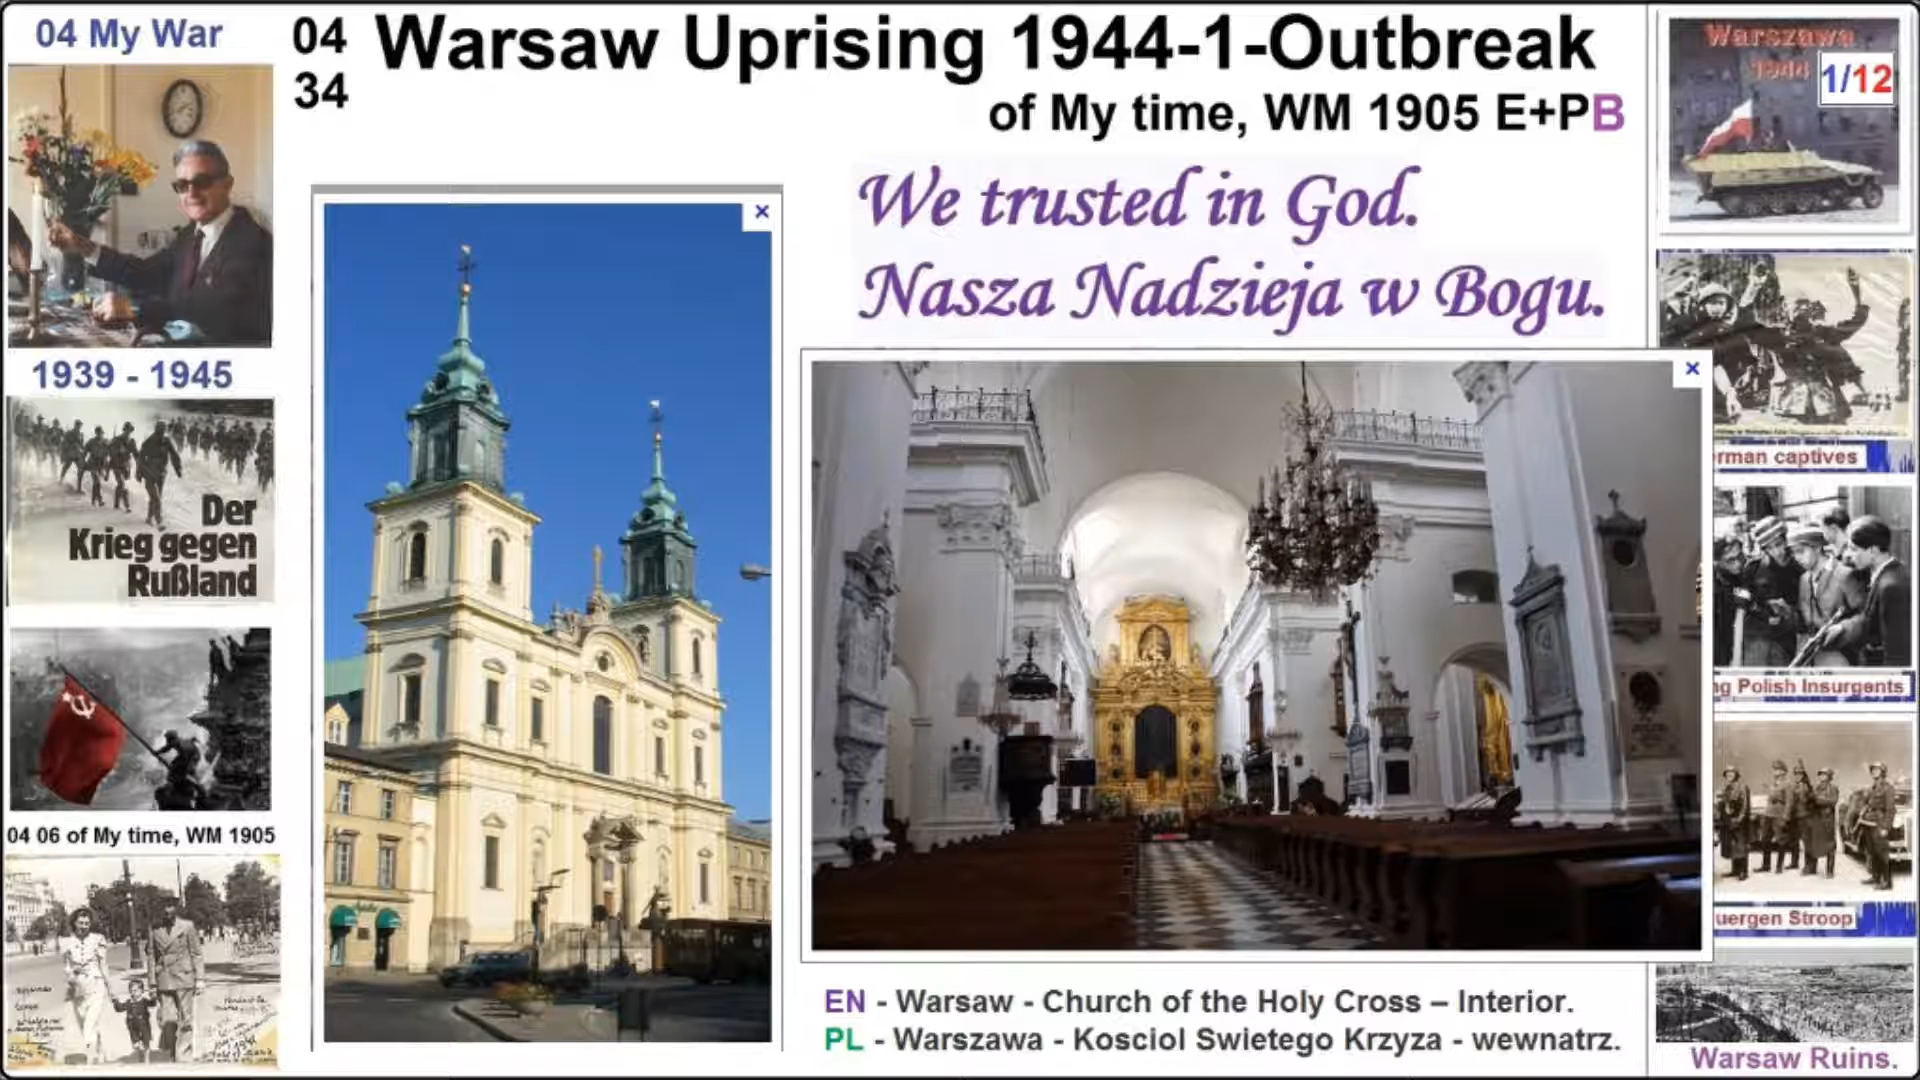 04 My War
04
34
Warsaw Uprising 1944-1-Outbreak
of My time, WM 1905 E+PB
Warszawa
1944
1/12
We trusted in God.
Nasza Nadzieja w Bogu.
1939 - 1945
Der
Krieg gegen
Rußland
04 06 of My time, WM 1905
rman captives
ng Polish Insurgents
uergen Stroop
EN - Warsaw - Church of the Holy Cross – Interior.
PL - Warszawa - Kosciol Swietego Krzyza - wewnatrz.
Warsaw Ruins.